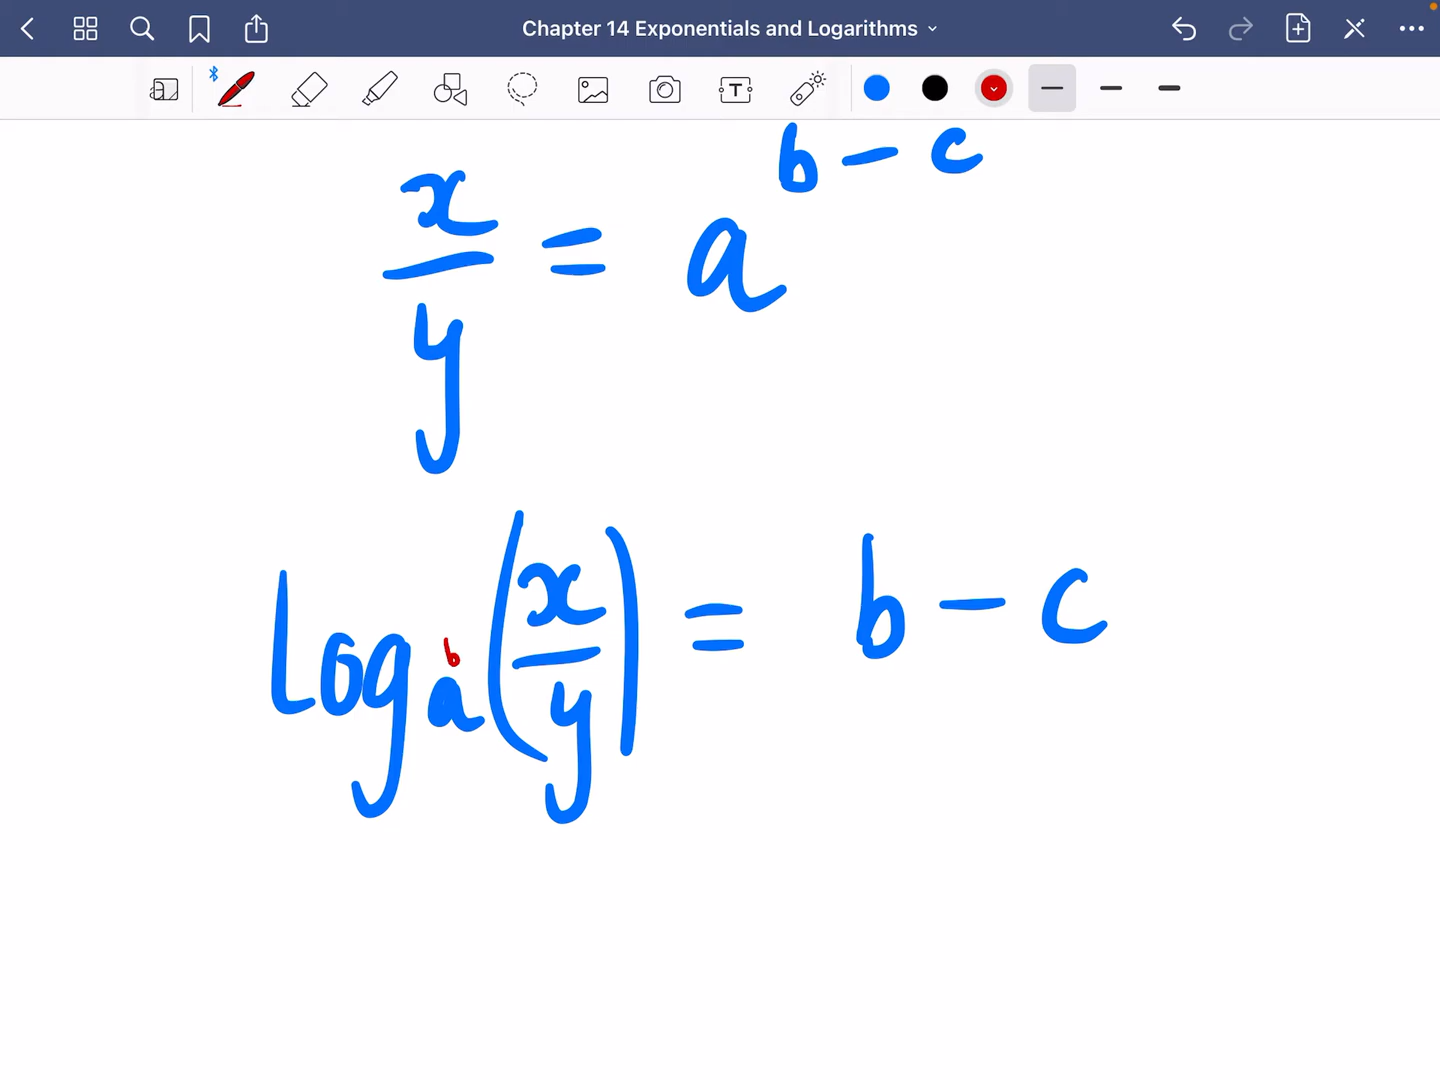 Chapter 14 Exponentials and Logarithms
x/y = a^(b – c)
log_a^b (x/y) = b – c